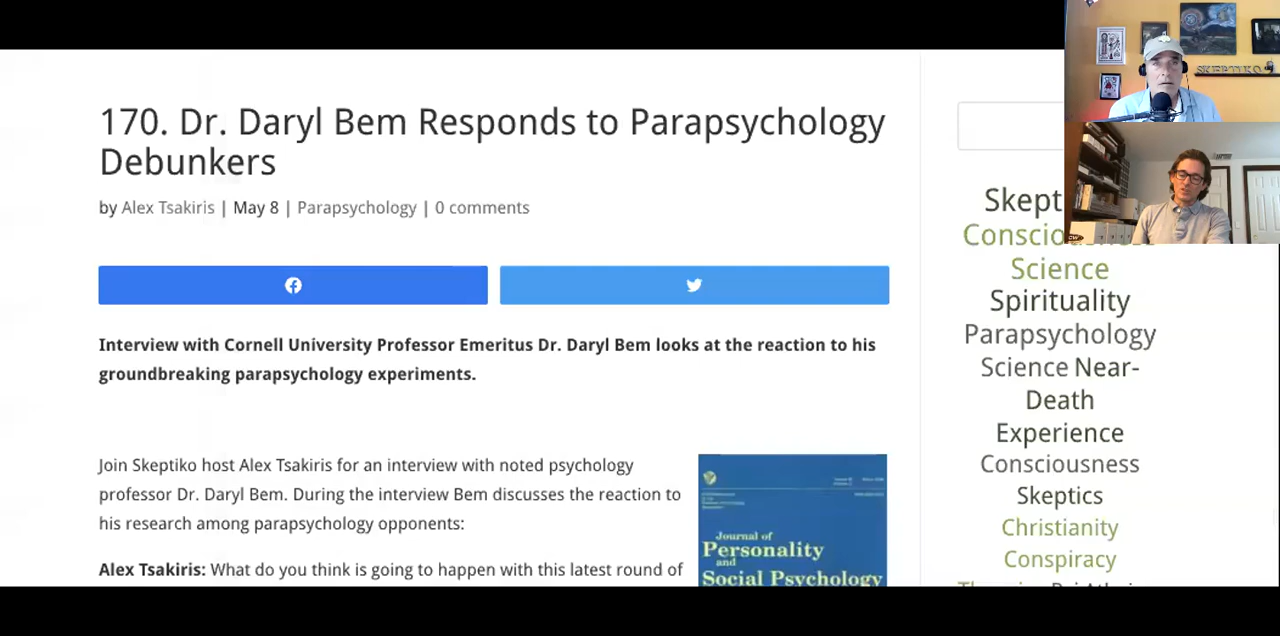 170. Dr. Daryl Bem Responds to Parapsychology
Debunkers
by Alex Tsakiris | May 8 | Parapsychology | 0 comments
Interview with Cornell University Professor Emeritus Dr. Daryl Bem looks at the reaction to his
groundbreaking parapsychology experiments.
Join Skeptiko host Alex Tsakiris for an interview with noted psychology
professor Dr. Daryl Bem. During the interview Bem discusses the reaction to
his research among parapsychology opponents:
Alex Tsakiris: What do you think is going to happen with this latest round of
Journal of
Personality
and
Social Psychology
SKEPTIKO
Skept
Science
Spirituality
Parapsychology
Science Near-
Death
Experience
Consciousness
Skeptics
Christianity
Conspiracy